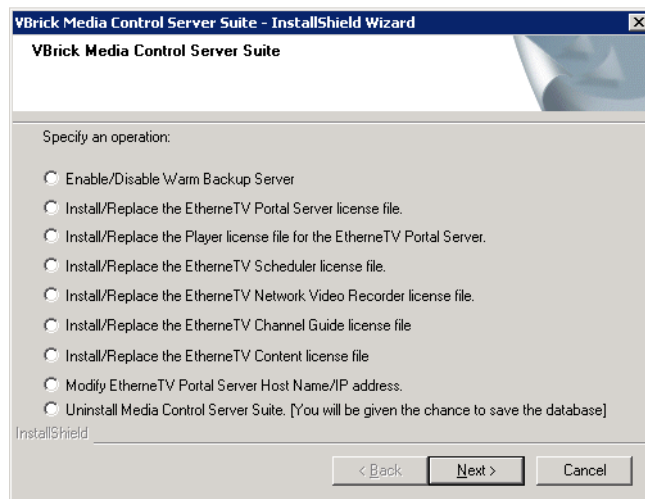 VBrick Media Control Server Suite - InstallShield Wizard
VBrick Media Control Server Suite
Specify an operation:
Enable/Disable Warm Backup Server
Install/Replace the EtherneTV Portal Server license file.
Install/Replace the Player license file for the EtherneTV Portal Server.
Install/Replace the EtherneTV Scheduler license file.
Install/Replace the EtherneTV Network Video Recorder license file.
Install/Replace the EtherneTV Channel Guide license file
Install/Replace the EtherneTV Content license file
Modify EtherneTV Portal Server Host Name/IP address.
Uninstall Media Control Server Suite. [You will be given the chance to save the database]
InstallShield
< Back Next > Cancel